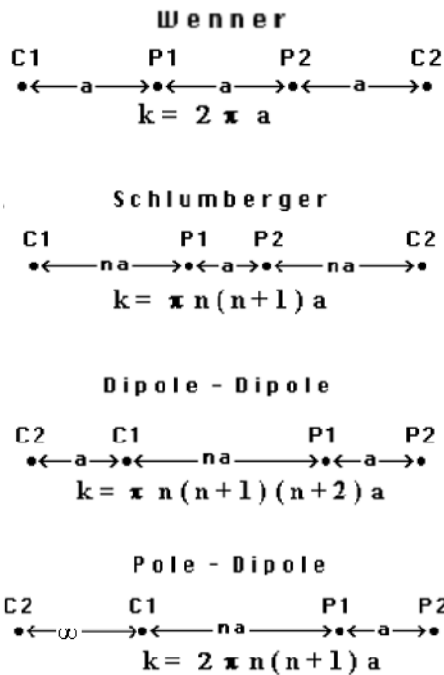 Wenner
C1 P1 P2 C2
a a a
k = 2 π a
Schlumberger
C1 P1 P2 C2
na a na
k = π n(n+1) a
Dipole - Dipole
C2 C1 P1 P2
a na a
k = π n(n+1)(n+2) a
Pole - Dipole
C2 C1 P1 P2
∞ na a
k = 2 π n(n+1) a